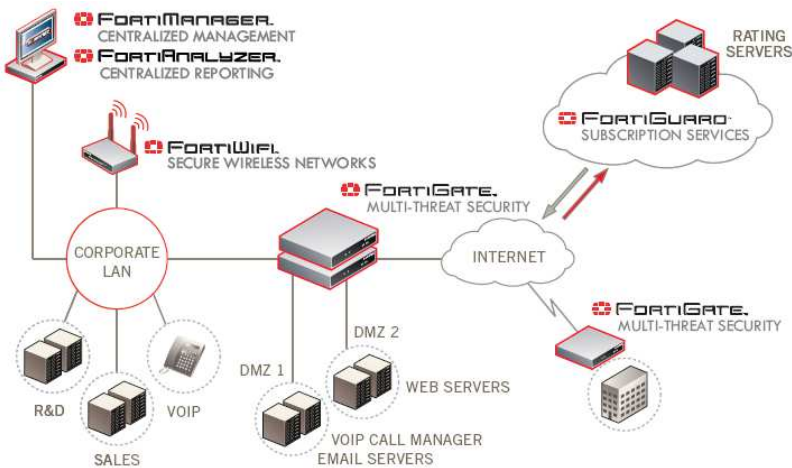 FORTIMANAGER.
CENTRALIZED MANAGEMENT
FORTIANALYZER.
CENTRALIZED REPORTING
RATING
SERVERS
FORTIGUARD
SUBSCRIPTION SERVICES
FORTIWIFI.
SECURE WIRELESS NETWORKS
FORTIGATE.
MULTI-THREAT SECURITY
CORPORATE
LAN
INTERNET
FORTIGATE.
MULTI-THREAT SECURITY
DMZ 2
DMZ 1
WEB SERVERS
R&D
VOIP
VOIP CALL MANAGER
EMAIL SERVERS
SALES